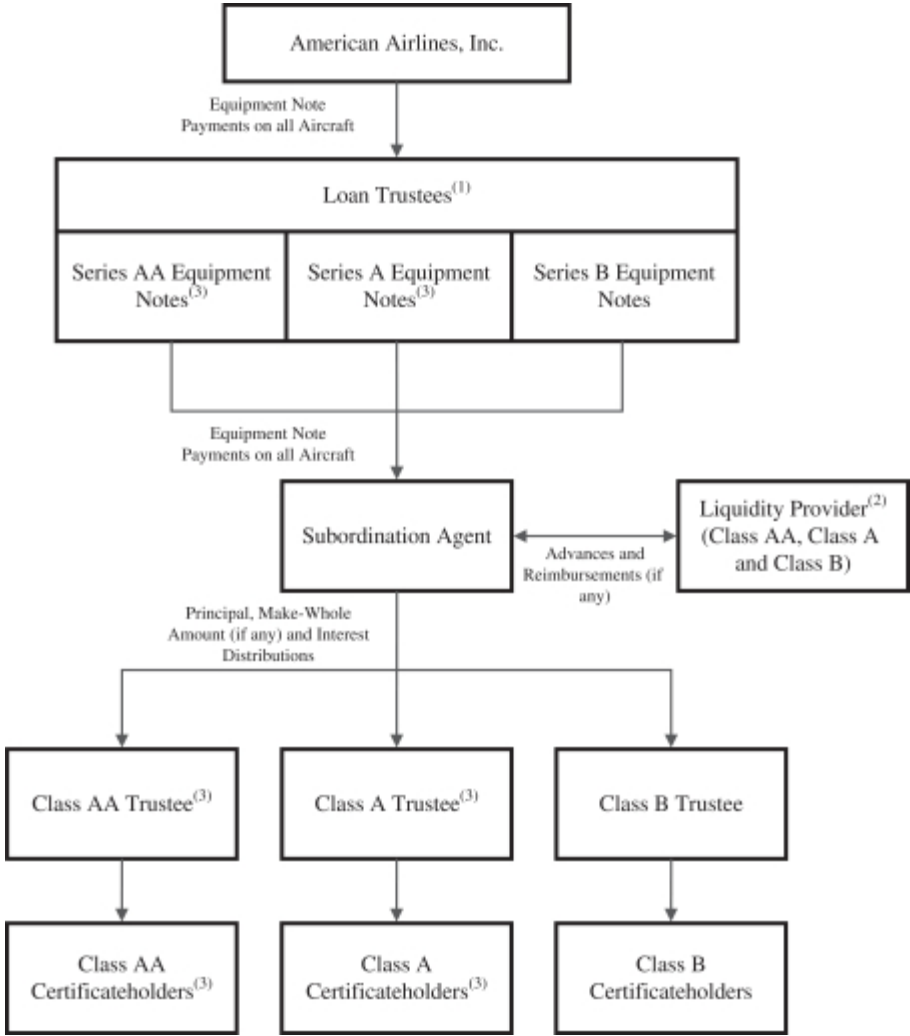 American Airlines, Inc.
Equipment Note
Payments on all Aircraft
Loan Trustees(1)
Series AA Equipment
Notes(3)
Series A Equipment
Notes(3)
Series B Equipment
Notes
Equipment Note
Payments on all Aircraft
Subordination Agent
Advances and
Reimbursements (if
any)
Liquidity Provider(2)
(Class AA, Class A
and Class B)
Principal, Make-Whole
Amount (if any) and Interest
Distributions
Class AA Trustee(3)
Class A Trustee(3)
Class B Trustee
Class AA
Certificateholders(3)
Class A
Certificateholders(3)
Class B
Certificateholders